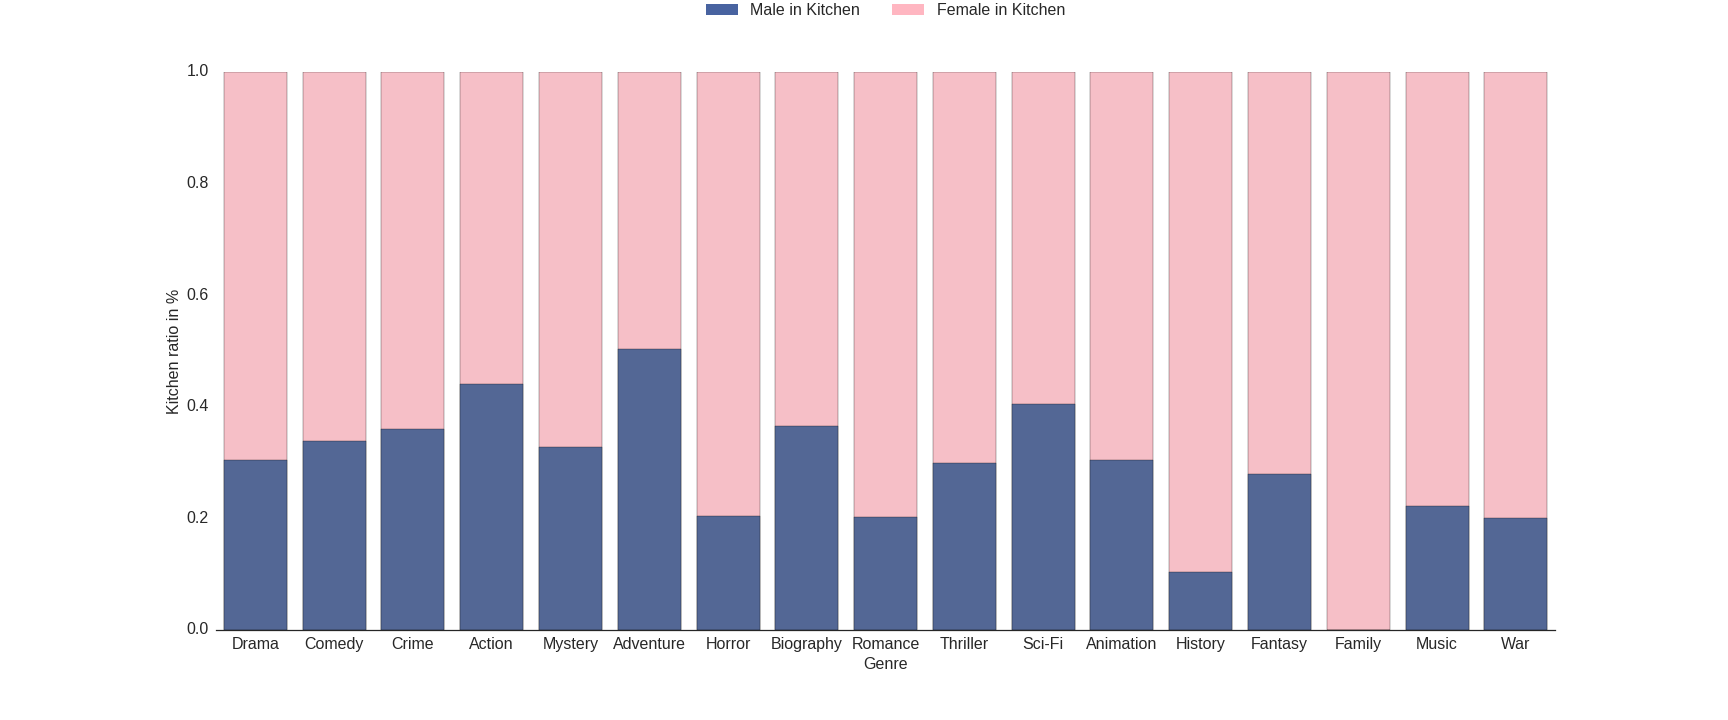 Male in Kitchen Female in Kitchen
1.0
0.8
0.6
0.4
0.2
0.0
Kitchen ratio in %
Drama Comedy Crime Action Mystery Adventure Horror Biography Romance Thriller Sci-Fi Animation History Fantasy Family Music War
Genre